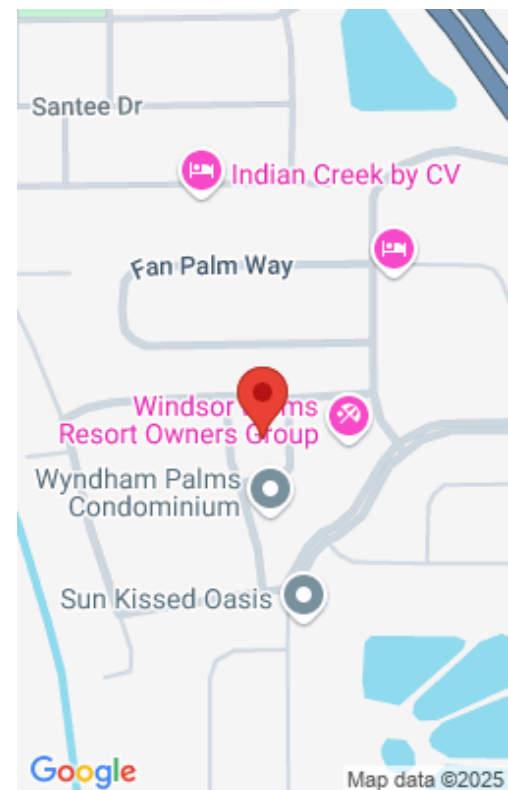 Santee Dr
Indian Creek by CV
Fan Palm Way
Windsor
Resort Owners Group
Wyndham Palms
Condominium
Sun Kissed Oasis
Google
Map data ©2025